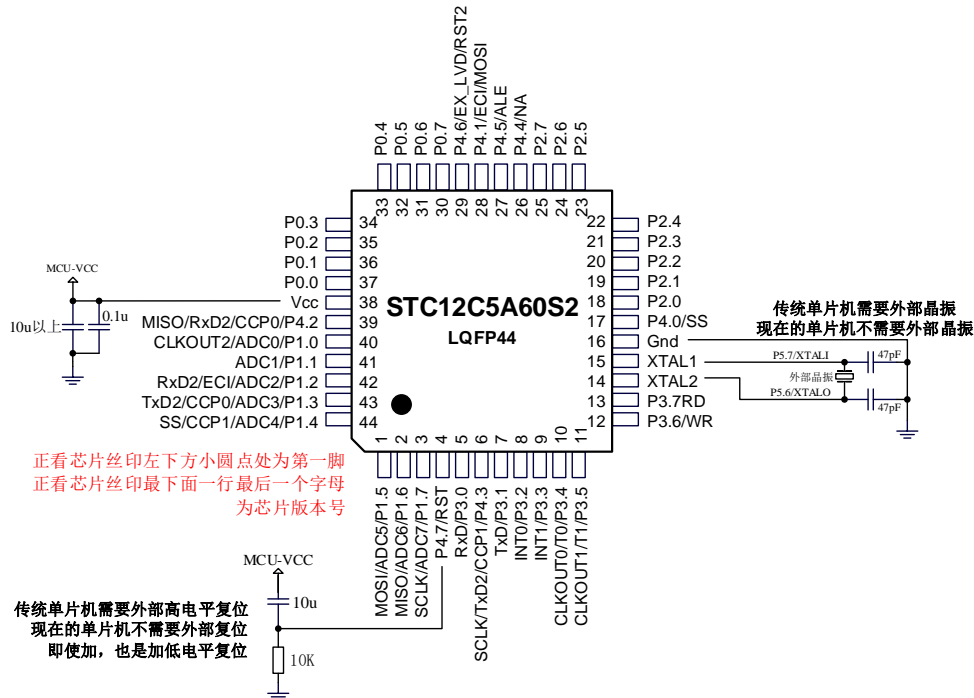 P0.4
P0.5
P0.6
P0.7
P4.6/EX_LVD/RST2
P4.1/ECI/MOSI
P4.5/ALE
P4.4/NA
P2.7
P2.6
P2.5
33
32
31
30
29
28
27
26
25
24
23
P0.3 34
P0.2 35
P0.1 36
P0.0 37
Vcc 38
MISO/RxD2/CCP0/P4.2 39
CLKOUT2/ADC0/P1.0 40
ADC1/P1.1 41
RxD2/ECI/ADC2/P1.2 42
TxD2/CCP0/ADC3/P1.3 43
SS/CCP1/ADC4/P1.4 44
STC12C5A60S2
LQFP44
22 P2.4
21 P2.3
20 P2.2
19 P2.1
18 P2.0
17 P4.0/SS
16 Gnd
15 XTAL1
14 XTAL2
13 P3.7RD
12 P3.6/WR
MCU-VCC
10u以上
0.1u
传统单片机需要外部晶振
现在的单片机不需要外部晶振
P5.7/XTALI
47pF
外部晶振
P5.6/XTALO
47pF
正看芯片丝印左下方小圆点处为第一脚
正看芯片丝印最下面一行最后一个字母
为芯片版本号
1
2
3
4
5
6
7
8
9
10
11
MOSI/ADC5/P1.5
MISO/ADC6/P1.6
SCLK/ADC7/P1.7
P4.7/RST
RxD/P3.0
SCLK/TxD2/CCP1/P4.3
TxD/P3.1
INT0/P3.2
INT1/P3.3
CLKOUT0/T0/P3.4
CLKOUT1/T1/P3.5
MCU-VCC
10u
传统单片机需要外部高电平复位
现在的单片机不需要外部复位
即使加，也是加低电平复位
10K